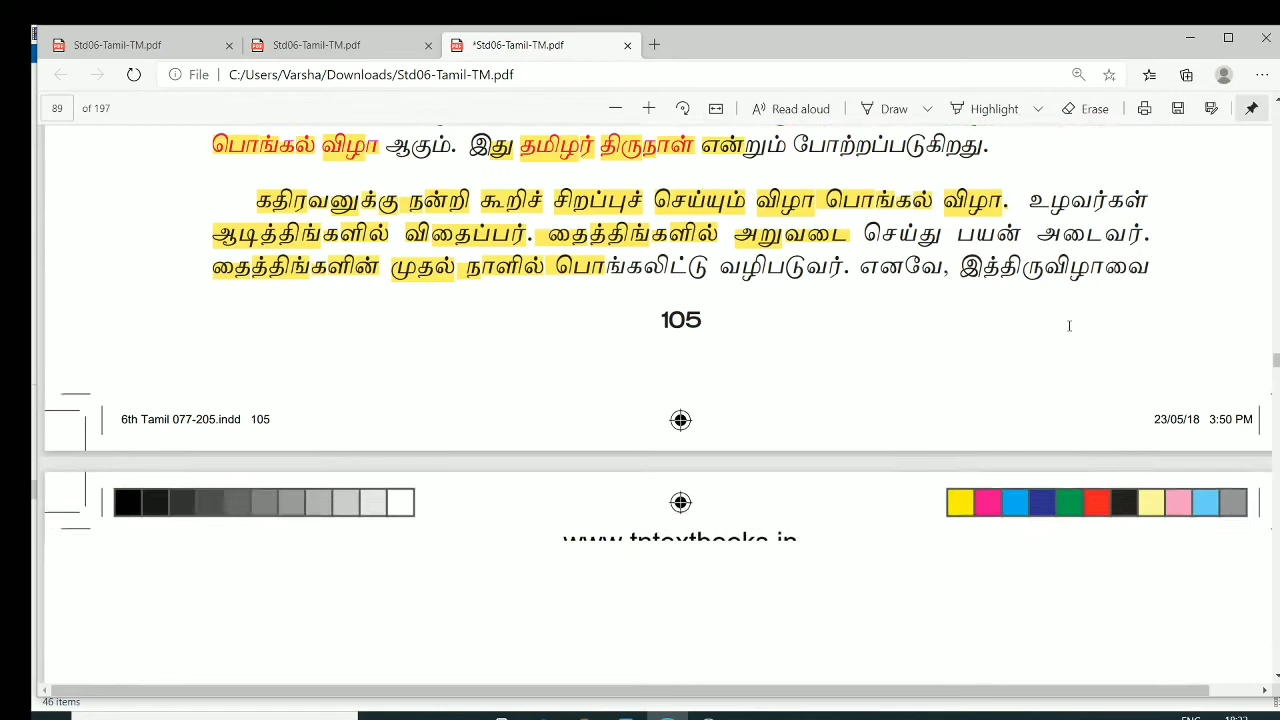 Std06-Tamil-TM.pdf
Std06-Tamil-TM.pdf
*Std06-Tamil-TM.pdf
File
C:/Users/Varsha/Downloads/Std06-Tamil-TM.pdf
89 of 197
Read aloud
Draw
Highlight
Erase
பொங்கல் விழா ஆகும். இது தமிழர் திருநாள் என்றும் போற்றப்படுகிறது.
கதிரவனுக்கு நன்றி கூறிச் சிறப்புச் செய்யும் விழா பொங்கல் விழா. உழவர்கள்
ஆடித்திங்களில் விதைப்பர். தைத்திங்களில் அறுவடை செய்து பயன் அடைவர்.
தைத்திங்களின் முதல் நாளில் பொங்கலிட்டு வழிபடுவர். எனவே, இத்திருவிழாவை
105
6th Tamil 077-205.indd 105
23/05/18 3:50 PM
www.tntextbooks.in
46 items